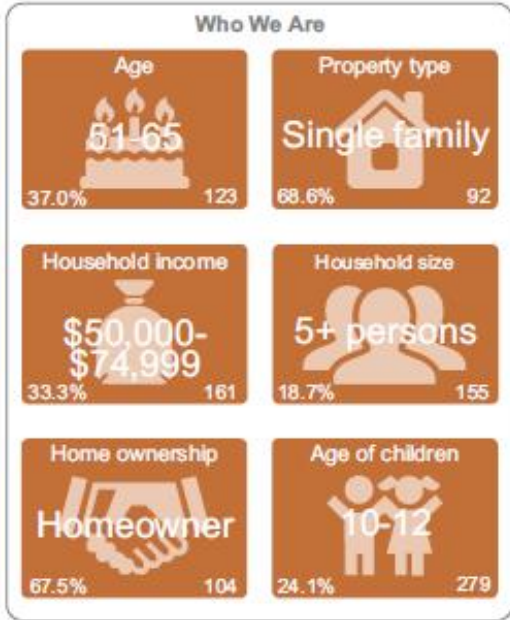 Who We Are
Age
51-65
37.0% 123
Property type
Single family
68.6% 92
Household income
$50,000-
$74,999
33.3% 161
Household size
5+ persons
18.7% 155
Home ownership
Homeowner
67.5% 104
Age of children
10-12
24.1% 279